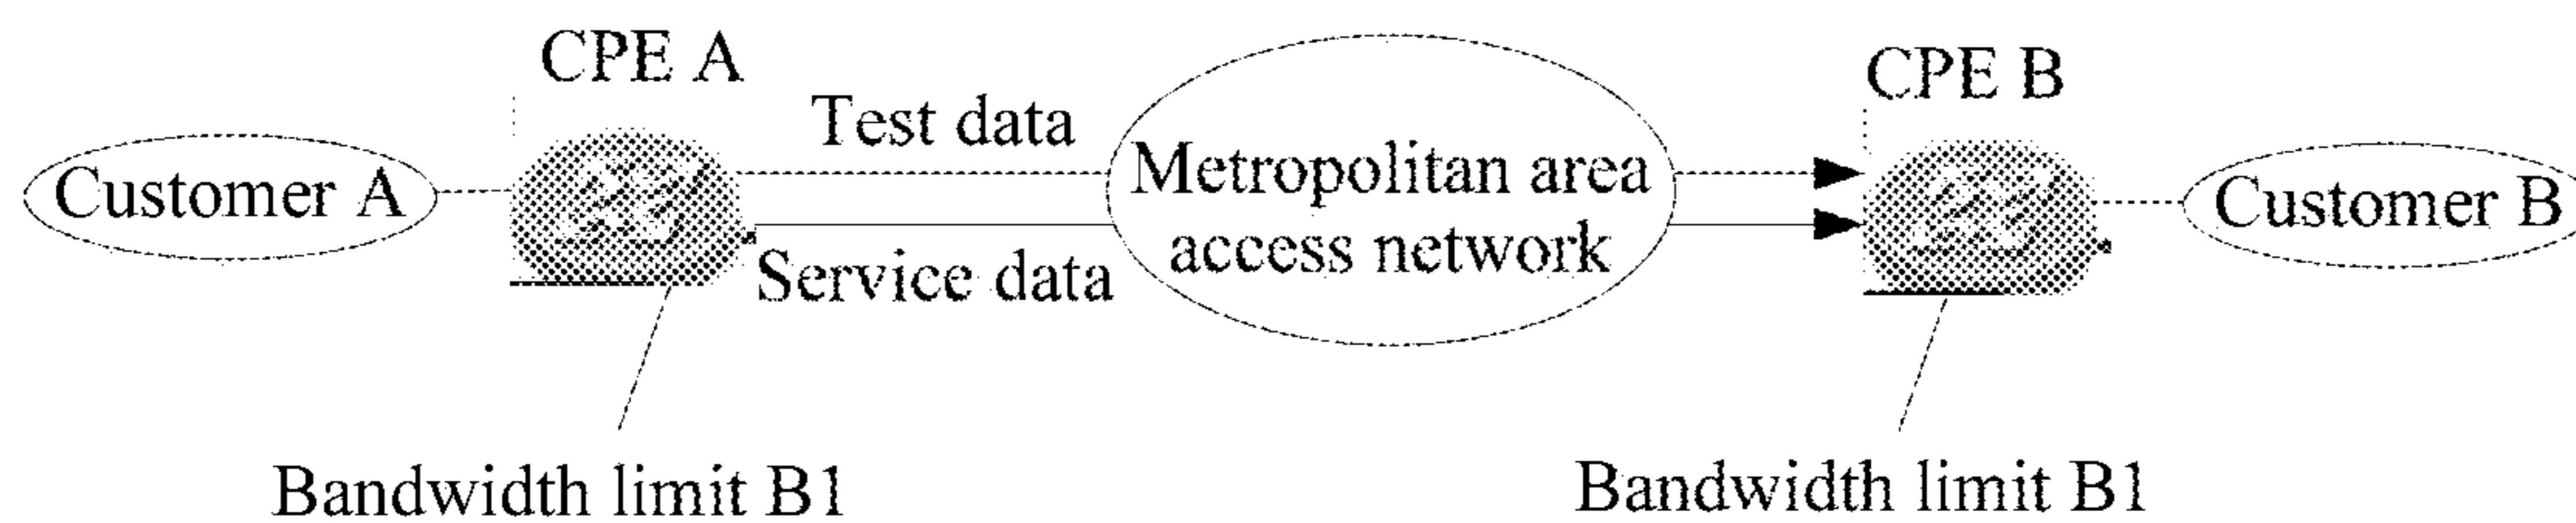 CPE A
CPE B
Test data
Customer A
Metropolitan area
access network
Customer B
Service data
Bandwidth limit B1
Bandwidth limit B1